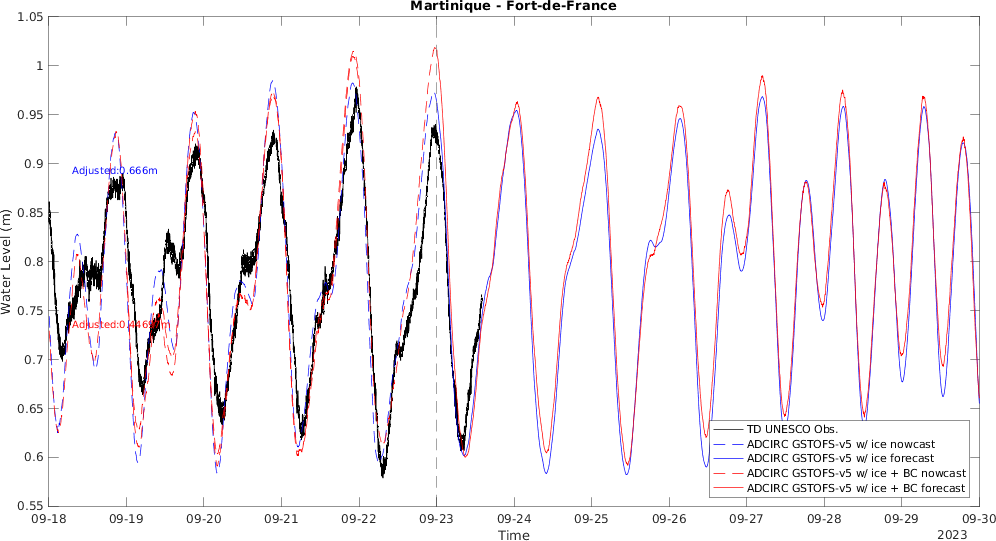 Martinique - Fort-de-France
1.05
1
0.95
0.9
0.85
0.8
0.75
0.7
0.65
0.6
0.55
Water Level (m)
Adjusted:0.666m
TD UNESCO Obs.
ADCIRC GSTOFS-v5 w/ ice nowcast
ADCIRC GSTOFS-v5 w/ ice forecast
ADCIRC GSTOFS-v5 w/ ice + BC nowcast
ADCIRC GSTOFS-v5 w/ ice + BC forecast
09-18 09-19 09-20 09-21 09-22 09-23 09-24 09-25 09-26 09-27 09-28 09-29 09-30
Time
2023